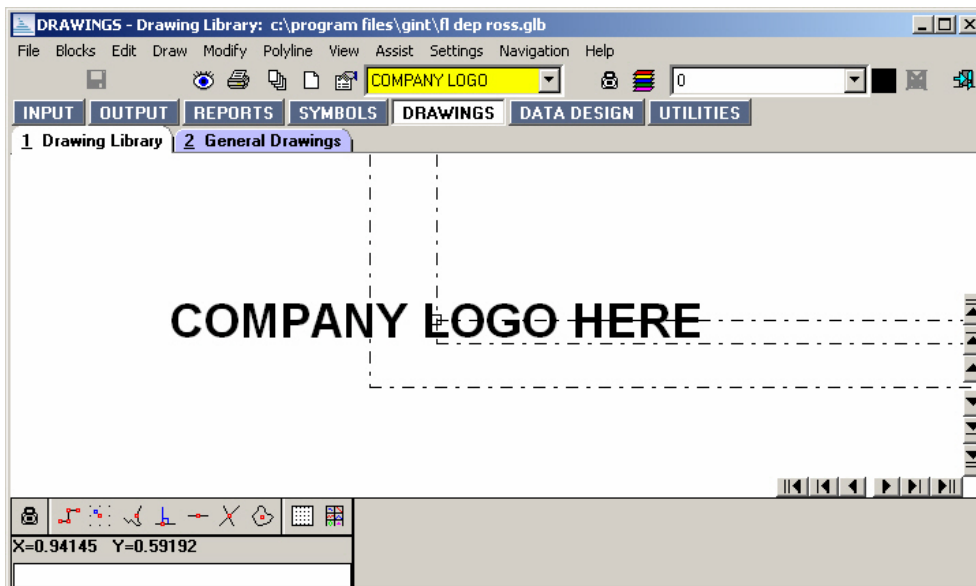 DRAWINGS - Drawing Library: c:\program files\gint\fl dep ross.glb
File Blocks Edit Draw Modify Polyline View Assist Settings Navigation Help
COMPANY LOGO 0
INPUT OUTPUT REPORTS SYMBOLS DRAWINGS DATA DESIGN UTILITIES
1 Drawing Library 2 General Drawings
COMPANY LOGO HERE
X=0.94145 Y=0.59192